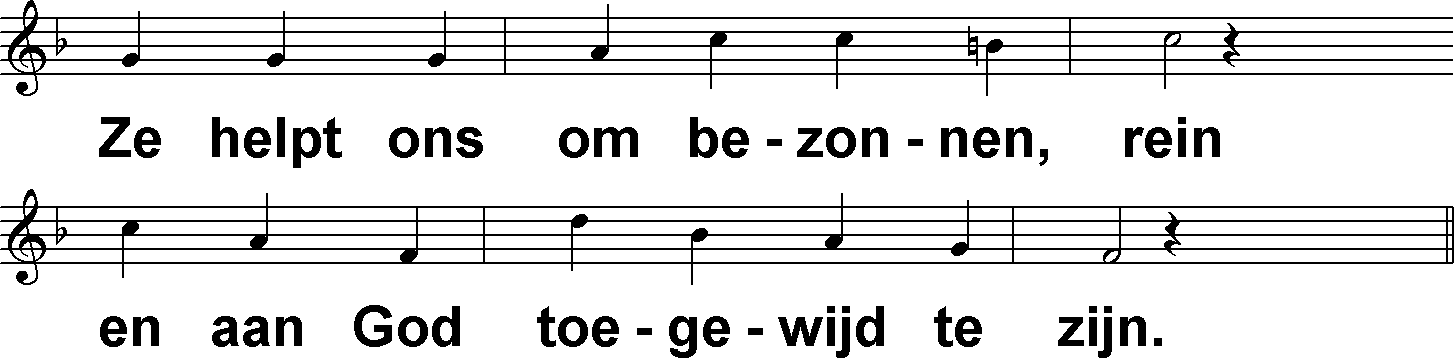 Ze helpt ons om be - zon - nen, rein
en aan God toe - ge - wijd te zijn.